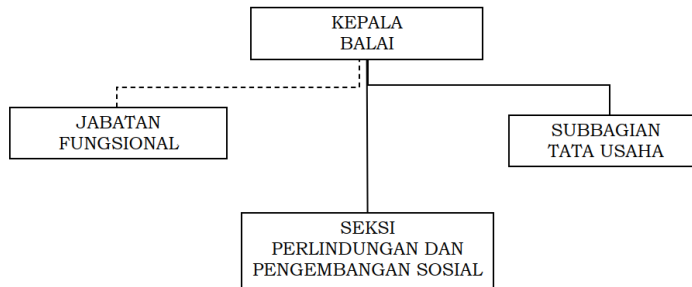 KEPALA
BALAI
JABATAN
FUNGSIONAL
SUBBAGIAN
TATA USAHA
SEKSI
PERLINDUNGAN DAN
PENGEMBANGAN SOSIAL